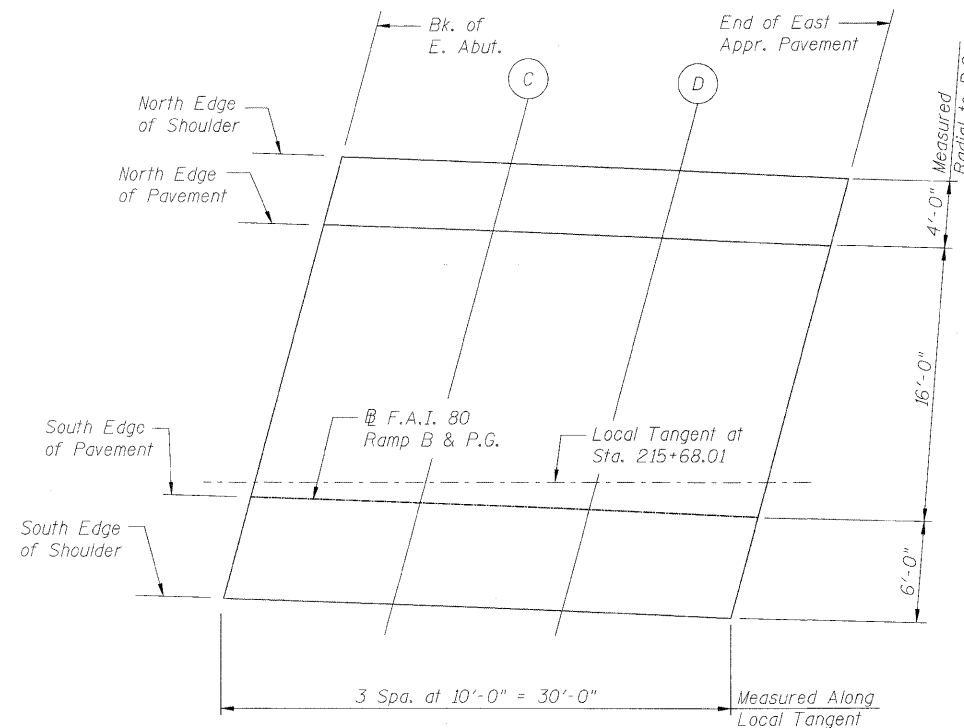 Bk. of
E. Abut.
End of East
Appr. Pavement
C
D
North Edge
of Shoulder
North Edge
of Pavement
4'-0" Measured
Radial to
16'-0"
℄ F.A.I. 80
Ramp B & P.G.
Local Tangent at
Sta. 215+68.01
South Edge
of Pavement
South Edge
of Shoulder
6'-0"
3 Spa. at 10'-0" = 30'-0"
Measured Along
Local Tangent